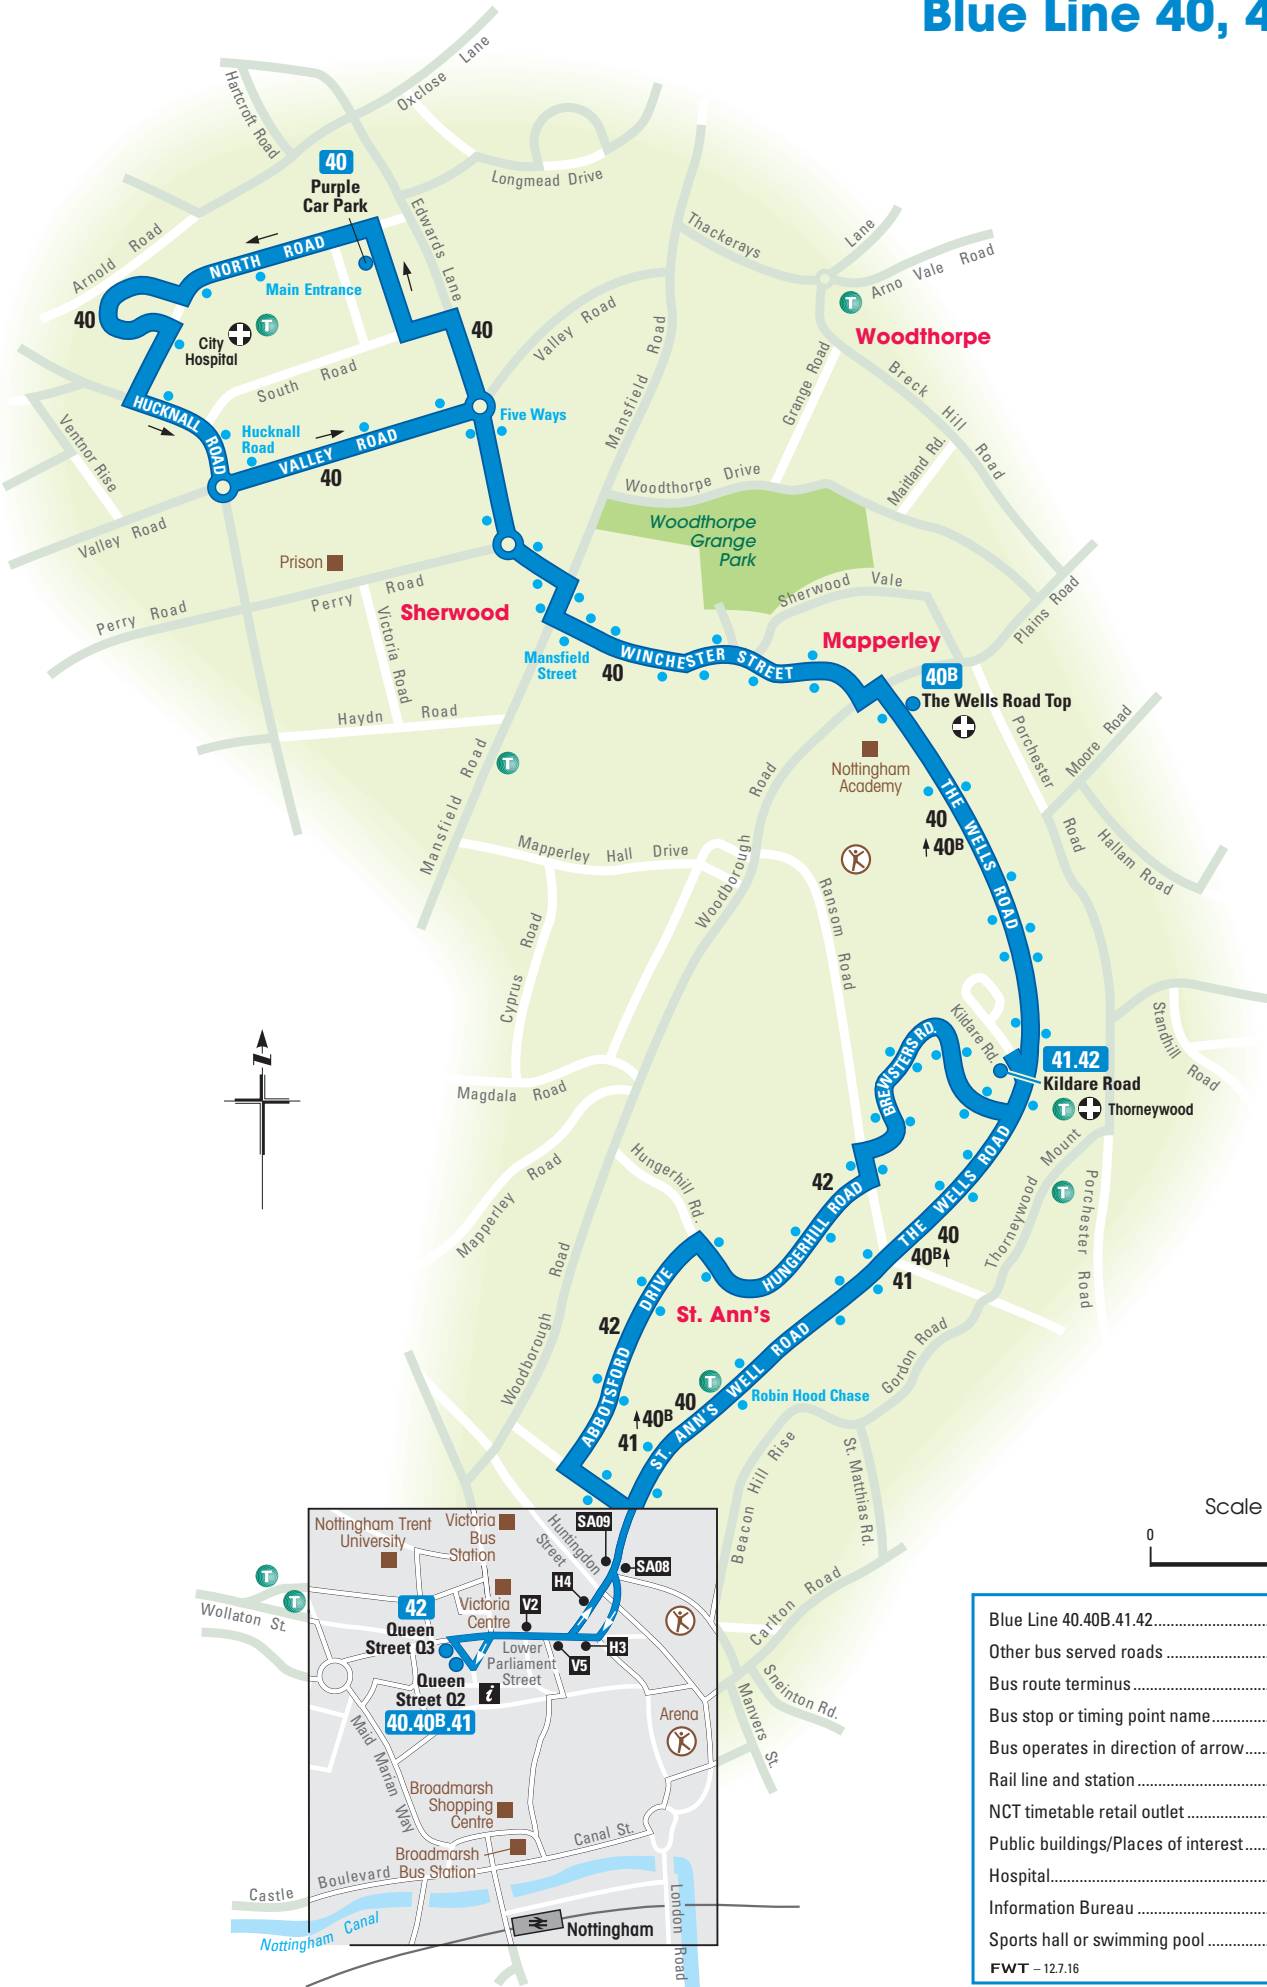 Blue Line 40, 4
Oxclose Lane
Hartcroft Road
40
Purple
Car Park
Longmead Drive
Edwards Lane
Thackerays
Lane
Arno Vale Road
Arnold Road
NORTH ROAD
Main Entrance
40
City
Hospital
40
Valley Road
Mansfield Road
Woodthorpe
Grange Road
Breck Hill Road
South Road
HUCKNALL ROAD
Hucknall
Road
VALLEY ROAD
40
Five Ways
Maitland Rd.
Ventnor Rise
Valley Road
Woodthorpe Drive
Woodthorpe
Grange
Park
Prison
Perry Road
Perry Road
Sherwood
Victoria Road
Sherwood Vale
Plains Road
Mapperley
Mansfield
Street
40
WINCHESTER STREET
40B
The Wells Road Top
Haydn Road
Mansfield Road
Nottingham
Academy
Porchester Road
Moore Road
Hallam Road
THE WELLS ROAD
40
40B
Mapperley Hall Drive
Woodborough Road
Ransom Road
Cyprus Road
Kildare Rd.
Standhill Road
BREWSTERS RD.
41.42
Kildare Road
Thorneywood
Magdala Road
Mapperley Road
Hungerhill Rd.
42
HUNGERHILL ROAD
THE WELLS ROAD
40
40B
41
Thorneywood Mount
Porchester Road
Woodborough Road
ABBOTSFORD DRIVE
42
St. Ann's
Gordon Road
Robin Hood Chase
40
40B
41
ST. ANN'S WELL ROAD
Beacon Hill Rise
St. Matthias Rd.
Scale
0
Nottingham Trent
University
Victoria
Bus
Station
Huntingdon
Street
SA09
SA08
H4
Victoria
Centre
V2
42
Queen
Street Q3
Lower
Parliament
Street
H3
V5
Queen
Street Q2
i
40.40B.41
Wollaton St.
Carlton Road
Sneinton Rd.
Manvers St.
Arena
Maid Marian Way
Broadmarsh
Shopping
Centre
Broadmarsh
Bus Station
Canal St.
Castle Boulevard
Nottingham Canal
Nottingham
London Road
Blue Line 40.40B.41.42
Other bus served roads
Bus route terminus
Bus stop or timing point name
Bus operates in direction of arrow
Rail line and station
NCT timetable retail outlet
Public buildings/Places of interest
Hospital
Information Bureau
Sports hall or swimming pool
FWT – 12.7.16